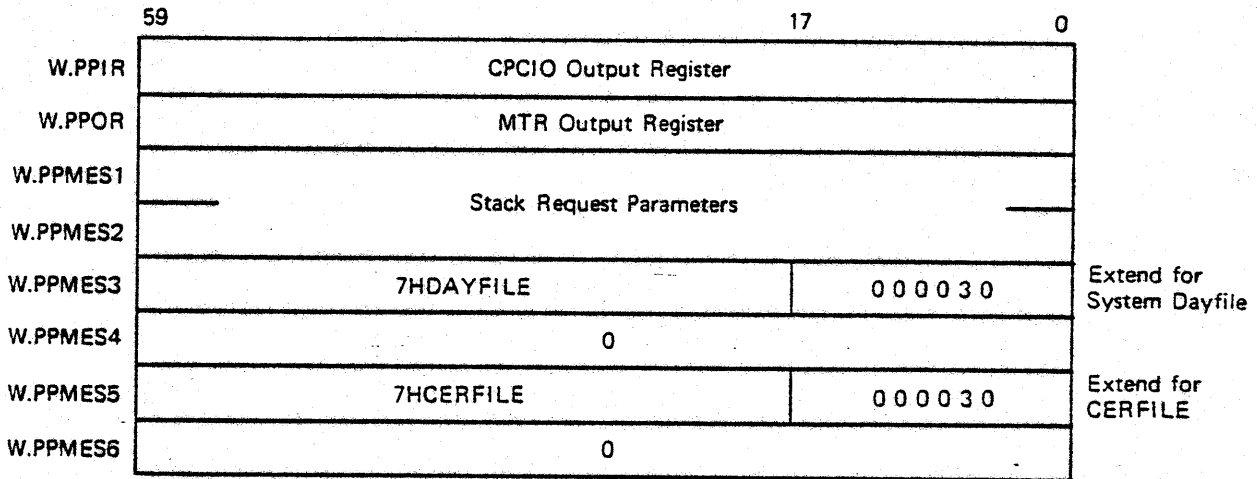 59 17 0
W.PPIR CPCIO Output Register
W.PPOR MTR Output Register
W.PPMES1
Stack Request Parameters
W.PPMES2
W.PPMES3 7HDAYFILE 000030 Extend for
System Dayfile
W.PPMES4 0
W.PPMES5 7HCERFILE 000030 Extend for
CERFILE
W.PPMES6 0